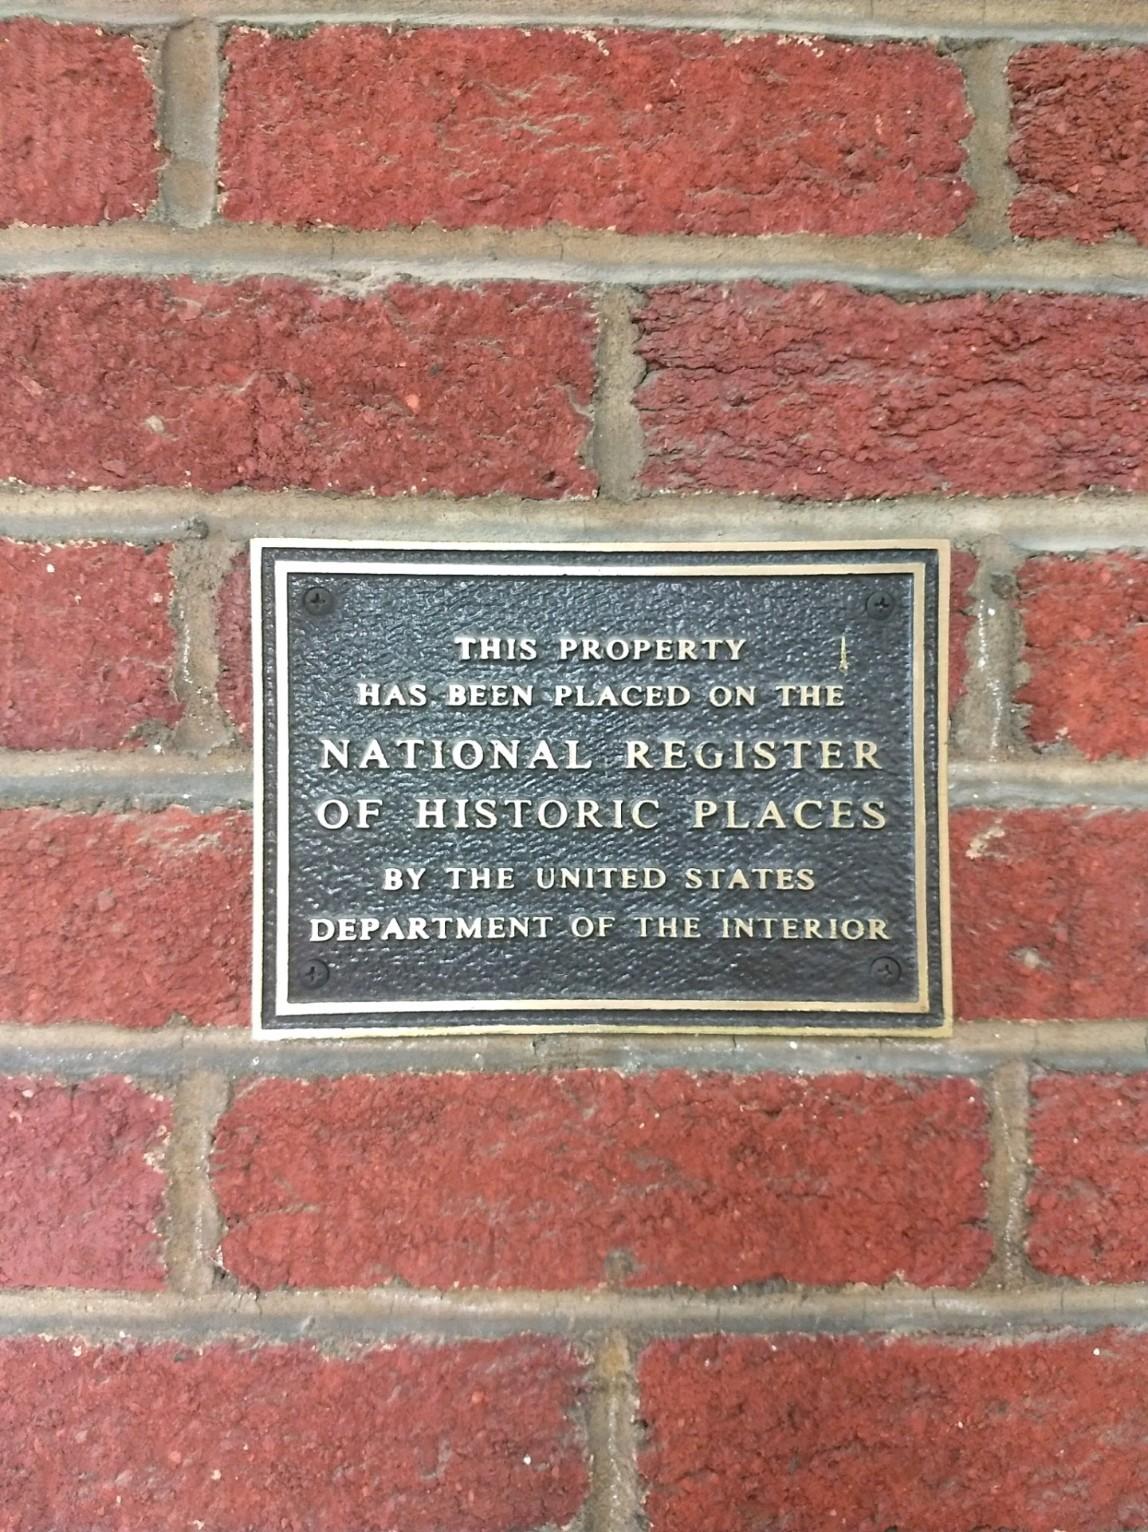 THIS PROPERTY
HAS BEEN PLACED ON THE
NATIONAL REGISTER
OF HISTORIC PLACES
BY THE UNITED STATES
DEPARTMENT OF THE INTERIOR